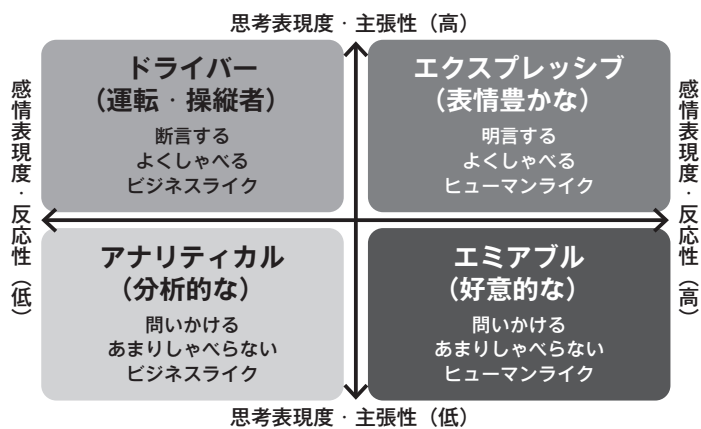 思考表現度・主張性（高）
感情表現度・反応性（低）
ドライバー
（運転・操縦者）
断言する
よくしゃべる
ビジネスライク
エクスプレッシブ
（表情豊かな）
明言する
よくしゃべる
ヒューマンライク
感情表現度・反応性（高）
アナリティカル
（分析的な）
問いかける
あまりしゃべらない
ビジネスライク
エミアブル
（好意的な）
問いかける
あまりしゃべらない
ヒューマンライク
思考表現度・主張性（低）